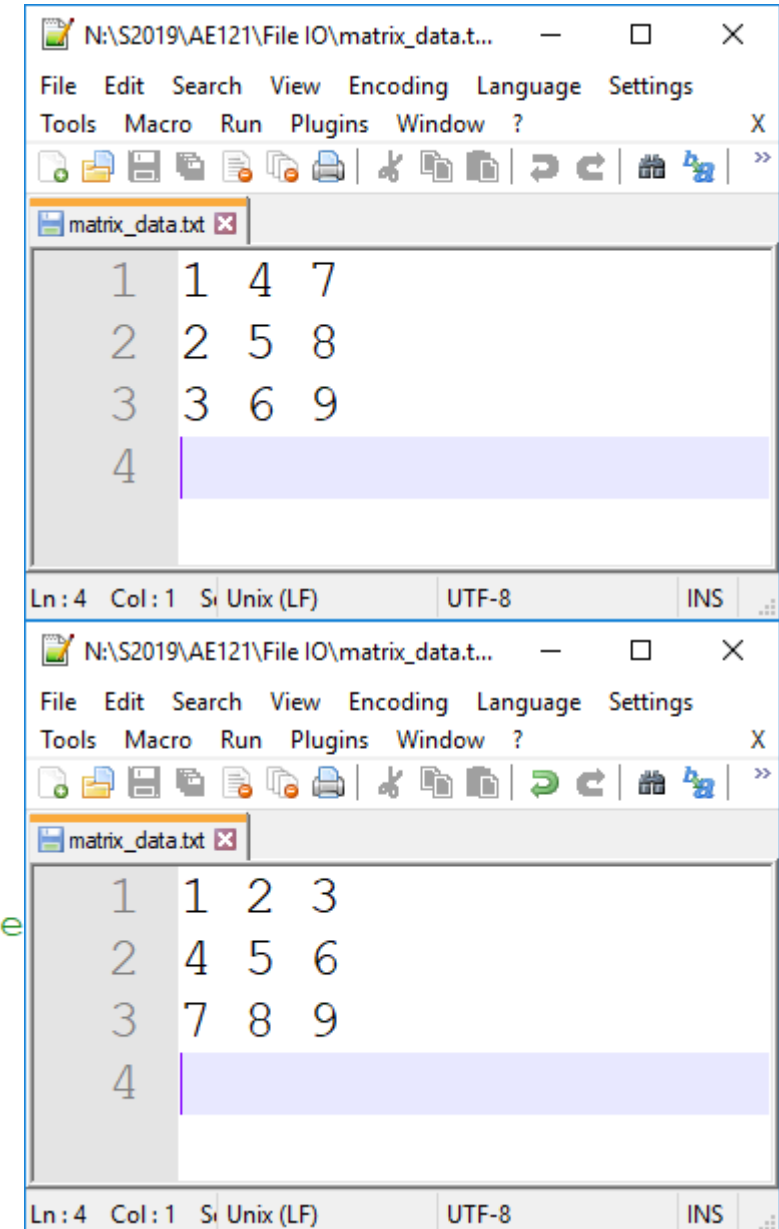 N:\S2019\AE121\File IO\matrix_data.t...
File Edit Search View Encoding Language Settings
Tools Macro Run Plugins Window ? X
matrix_data.txt
1 1 4 7
2 2 5 8
3 3 6 9
4
Ln : 4 Col : 1 Unix (LF) UTF-8 INS
N:\S2019\AE121\File IO\matrix_data.t...
File Edit Search View Encoding Language Settings
Tools Macro Run Plugins Window ? X
matrix_data.txt
1 1 2 3
e
2 4 5 6
3 7 8 9
4
Ln : 4 Col : 1 Unix (LF) UTF-8 INS